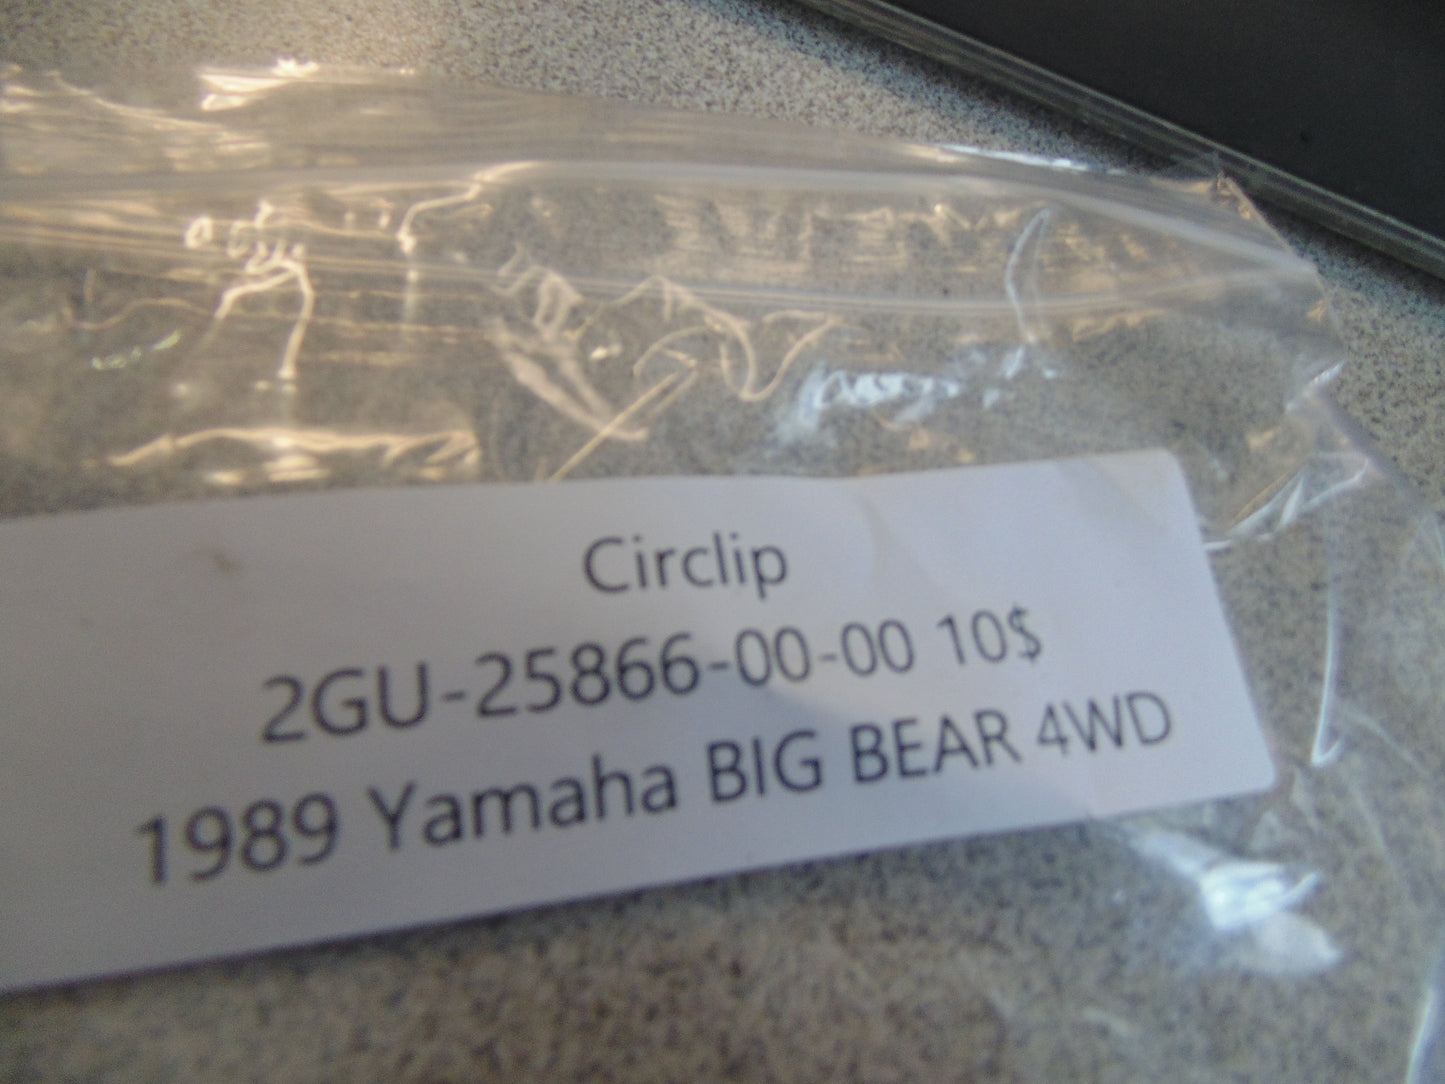 Circlip
2GU-25866-00-00 10$
1989 Yamaha BIG BEAR 4WD